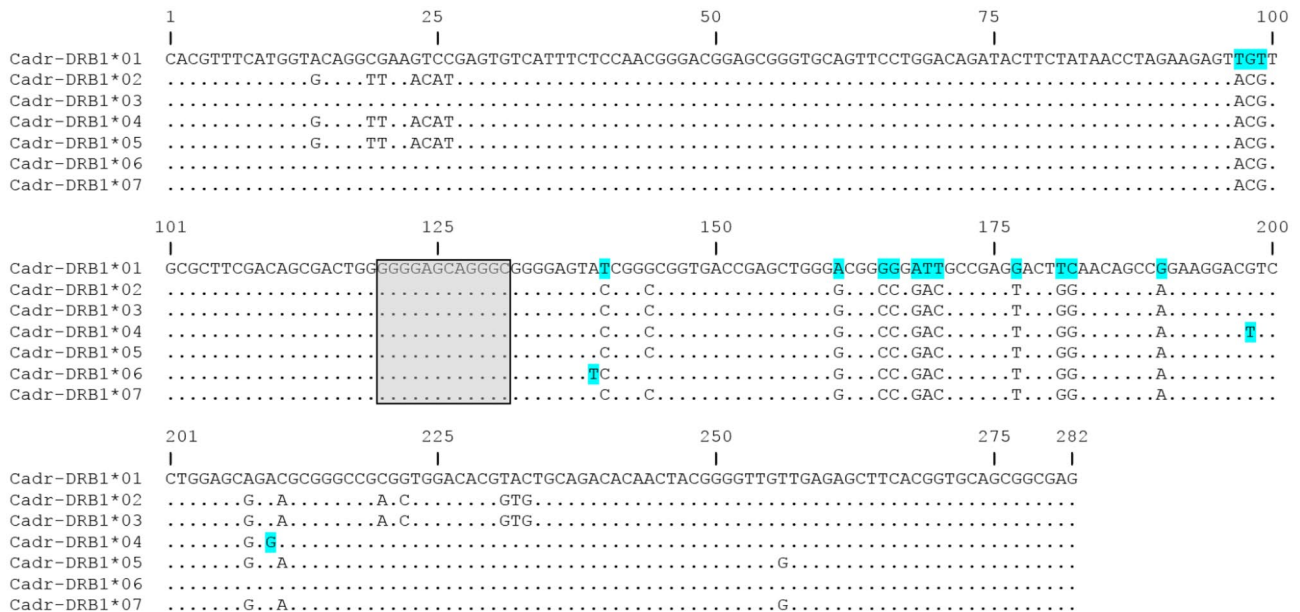 1 25 50 75 100
Cadr-DRB1*01 CACGTTTCATGGTACAGGCGAAGTCCGAGTGTCATTTCTCCAACGGGACGGAGCGGGTGCAGTTCCTGGACAGATACTTCTATAACCTAGAAGAGTTGTT
Cadr-DRB1*02 .............G....TT..ACAT......................................................................ACG.
Cadr-DRB1*03 ................................................................................................ACG.
Cadr-DRB1*04 .............G....TT..ACAT......................................................................ACG.
Cadr-DRB1*05 .............G....TT..ACAT......................................................................ACG.
Cadr-DRB1*06 ................................................................................................ACG.
Cadr-DRB1*07 ................................................................................................ACG.
101 125 150 175 200
Cadr-DRB1*01 GCGCTTCGACAGCGACTGGGGGGAGCAGGGCGGGGAGTATCGGGCGGTGACCGAGCTGGGACGGGGGATTGCCGAGGACTTCAACAGCCGGAAGGACGTC
Cadr-DRB1*02 .......................................C...C................G...CC.GAC......T...GG.......A..........
Cadr-DRB1*03 .......................................C...C................G...CC.GAC......T...GG.......A..........
Cadr-DRB1*04 .......................................C....................G...CC.GAC......T...GG.......A.......T..
Cadr-DRB1*05 .......................................C...C................G...CC.GAC......T...GG.......A..........
Cadr-DRB1*06 ......................................TC....................G...CC.GAC......T...GG.......A..........
Cadr-DRB1*07 .......................................C...C................G...CC.GAC......T...GG.......A..........
201 225 250 275 282
Cadr-DRB1*01 CTGGAGCAGACGCGGGCCGCGGTGGACACGTACTGCAGACACAACTACGGGGTTGTTGAGAGCTTCACGGTGCAGCGGCGAG
Cadr-DRB1*02 .......G..A........A.C........GTG.................................................
Cadr-DRB1*03 .......G..A........A.C........GTG.................................................
Cadr-DRB1*04 .......G.G........................................................................
Cadr-DRB1*05 .......G..A............................................G..........................
Cadr-DRB1*06 ..................................................................................
Cadr-DRB1*07 .......G..A............................................G..........................